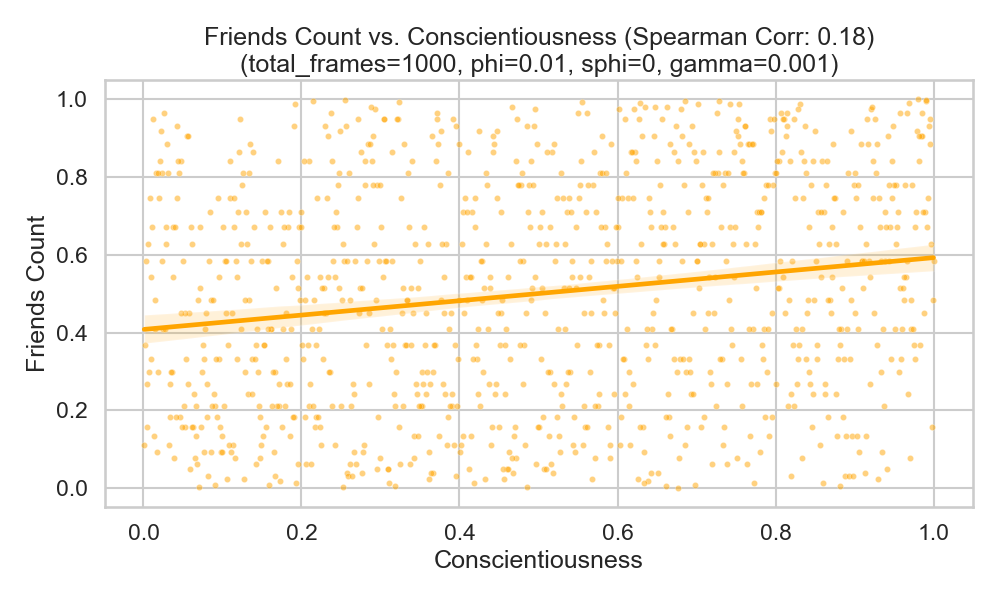 Friends Count vs. Conscientiousness (Spearman Corr: 0.18)
(total_frames=1000, phi=0.01, sphi=0, gamma=0.001)
1.0
0.8
0.6
0.4
0.2
0.0
Friends Count
0.0 0.2 0.4 0.6 0.8 1.0
Conscientiousness